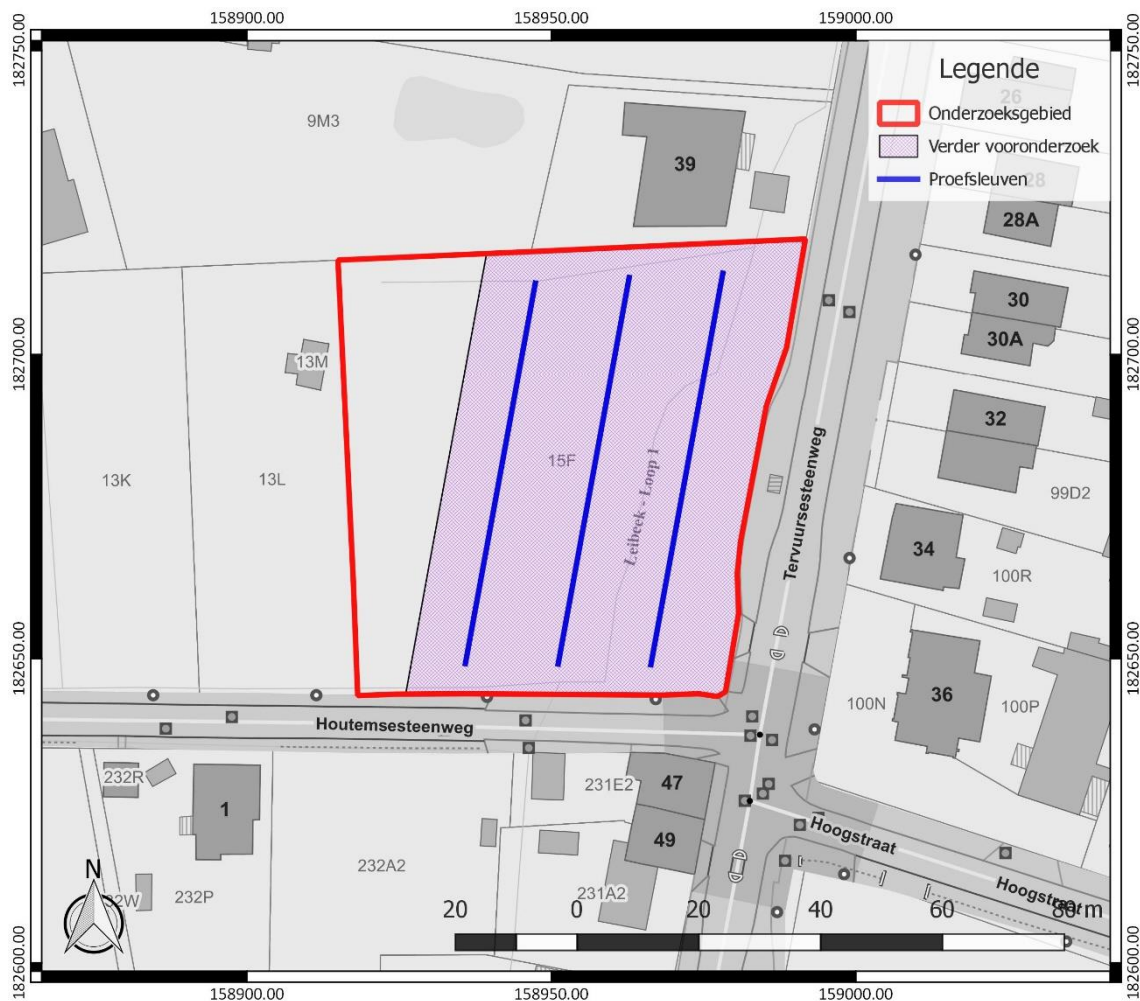 158900.00
158950.00
159000.00
182750.00
182750.00
Legende
Onderzoeksgebied
Verder vooronderzoek
Proefsleuven
26
28
28A
9M3
39
30
30A
182700.00
182700.00
13M
32
15F
13K
13L
99D2
Leibeek - Loop 1
Tervuursesteenweg
34
100R
182650.00
182650.00
100N
36
100P
Houtemsesteenweg
232R
1
231E2
47
49
Hoogstraat
Hoogstraat
232A2
231A2
N
232P
20
0
20
40
60
80 m
182600.00
182600.00
158900.00
158950.00
159000.00